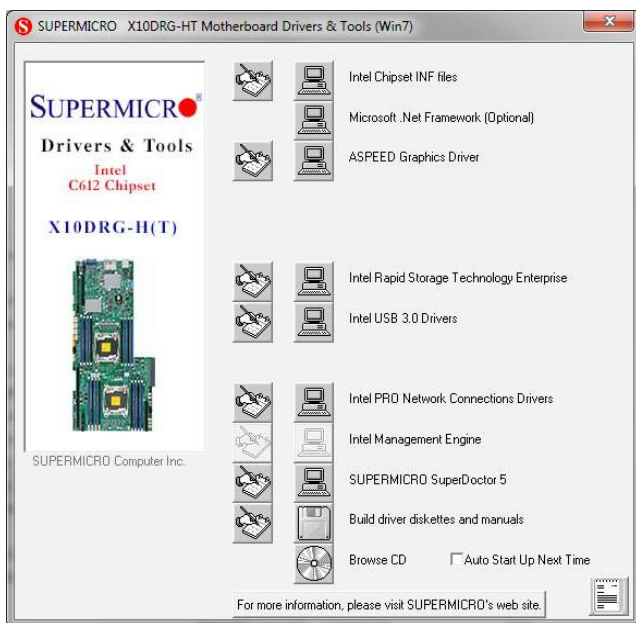 SUPERMICRO X10DRG-HT Motherboard Drivers & Tools (Win7)
SUPERMICRO®
Drivers & Tools
Intel
C612 Chipset
X10DRG-H(T)
SUPERMICRO Computer Inc.
Intel Chipset INF files
Microsoft .Net Framework (Optional)
ASPEED Graphics Driver
Intel Rapid Storage Technology Enterprise
Intel USB 3.0 Drivers
Intel PRO Network Connections Drivers
Intel Management Engine
SUPERMICRO SuperDoctor 5
Build driver diskettes and manuals
Browse CD
Auto Start Up Next Time
For more information, please visit SUPERMICRO's web site.